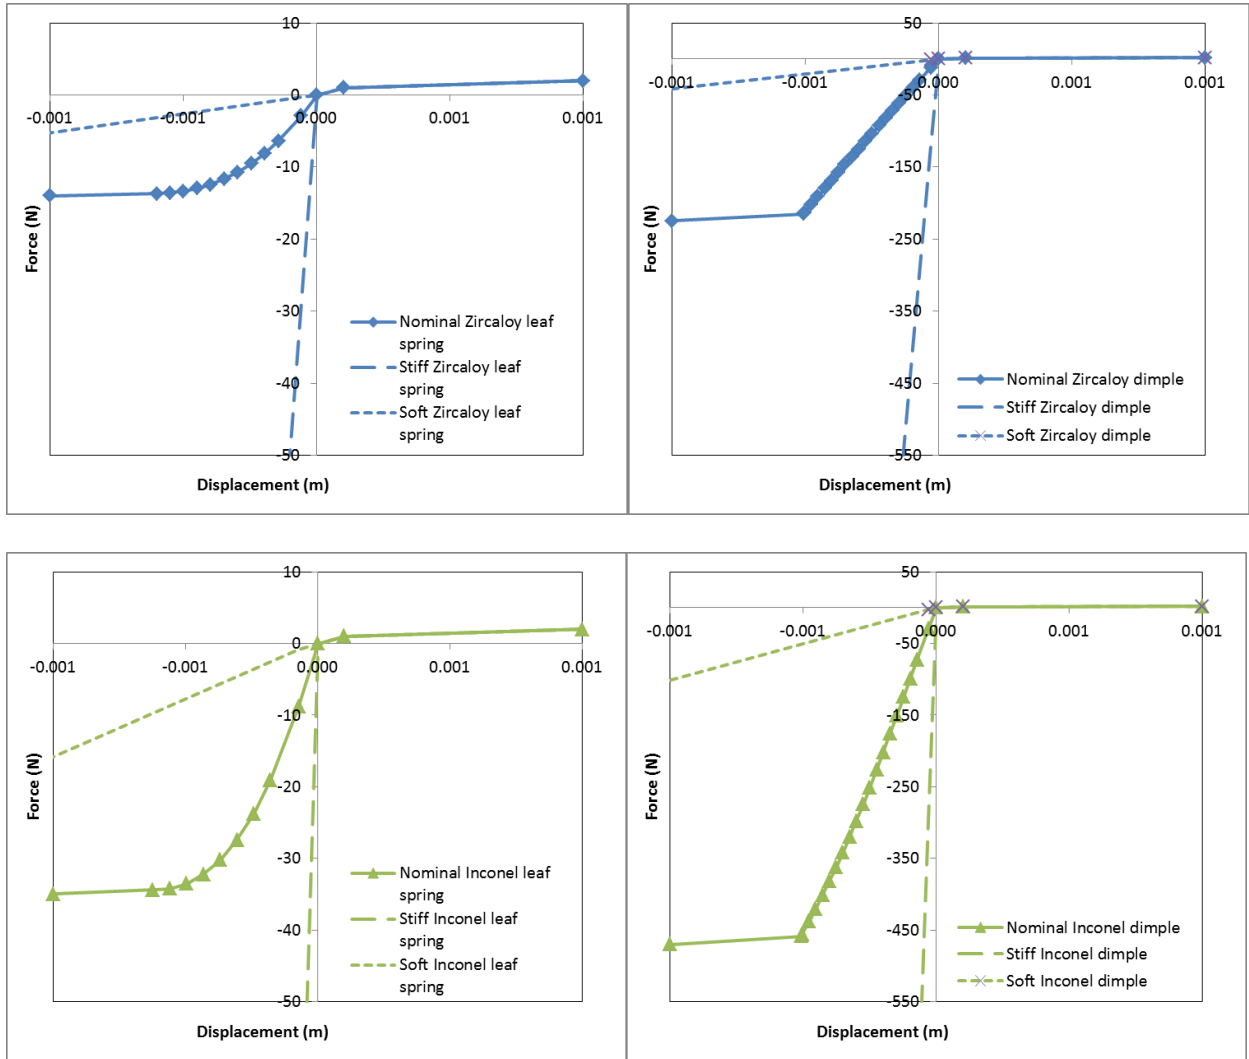 10
0
-0.001
-0.001
0.000
0.001
0.001
-10
-20
-30
-40
-50
Force (N)
Nominal Zircaloy leaf
spring
Stiff Zircaloy leaf
spring
Soft Zircaloy leaf
spring
Displacement (m)
50
-0.001
-0.001
0.000
0.001
0.001
-50
-150
-250
-350
-450
-550
Force (N)
Nominal Zircaloy dimple
Stiff Zircaloy dimple
Soft Zircaloy dimple
Displacement (m)
10
0
-0.001
-0.001
0.000
0.001
0.001
-10
-20
-30
-40
-50
Force (N)
Nominal Inconel leaf
spring
Stiff Inconel leaf
spring
Soft Inconel leaf
spring
Displacement (m)
50
-0.001
-0.001
0.000
0.001
0.001
-50
-150
-250
-350
-450
-550
Force (N)
Nominal Inconel dimple
Stiff Inconel dimple
Soft Inconel dimple
Displacement (m)